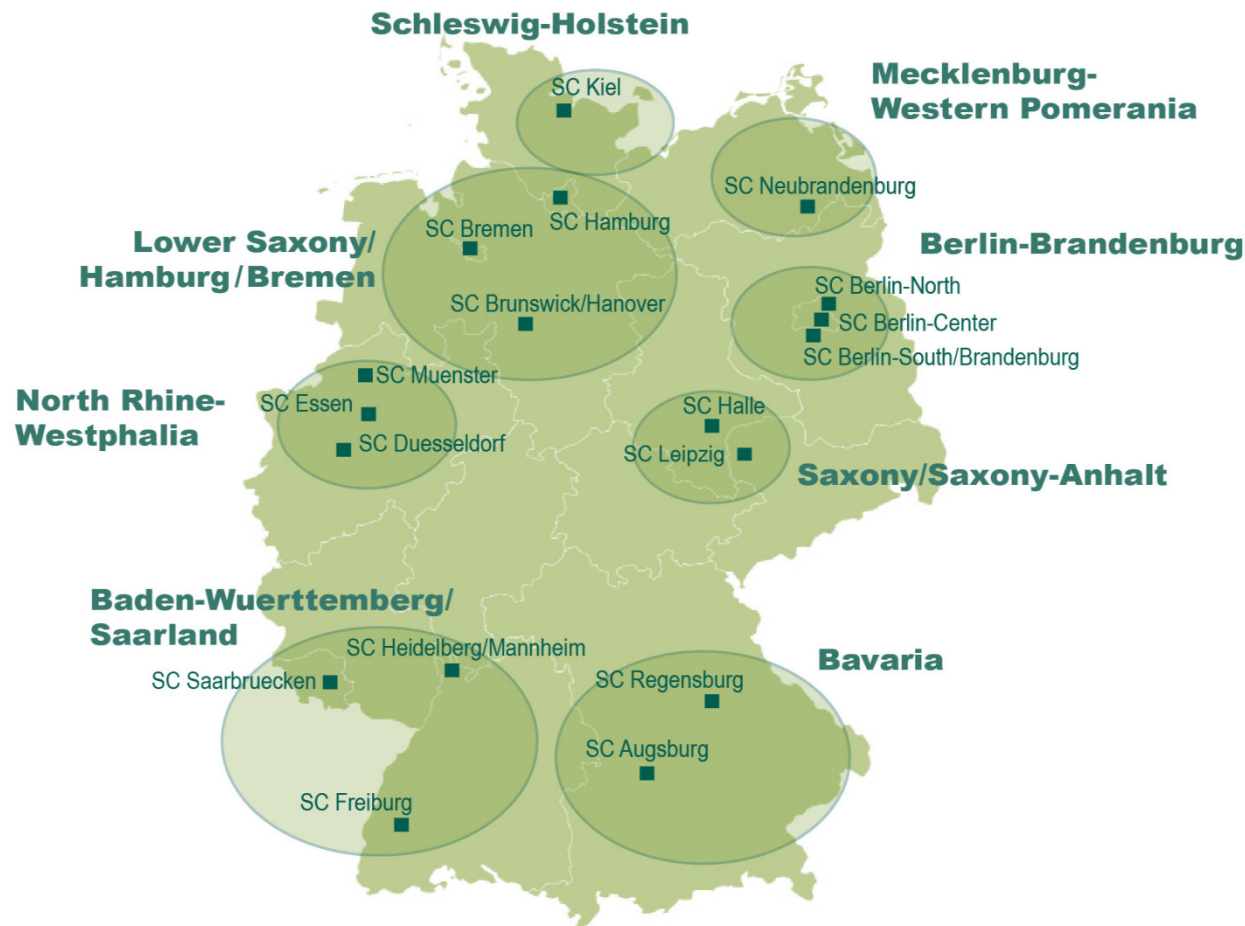 Schleswig-Holstein
SC Kiel
Mecklenburg-
Western Pomerania
SC Neubrandenburg
Lower Saxony/
Hamburg/Bremen
SC Hamburg
SC Bremen
SC Brunswick/Hanover
Berlin-Brandenburg
SC Berlin-North
SC Berlin-Center
SC Berlin-South/Brandenburg
North Rhine-
Westphalia
SC Muenster
SC Essen
SC Duesseldorf
SC Halle
SC Leipzig
Saxony/Saxony-Anhalt
Baden-Wuerttemberg/
Saarland
SC Heidelberg/Mannheim
SC Saarbruecken
SC Freiburg
Bavaria
SC Regensburg
SC Augsburg